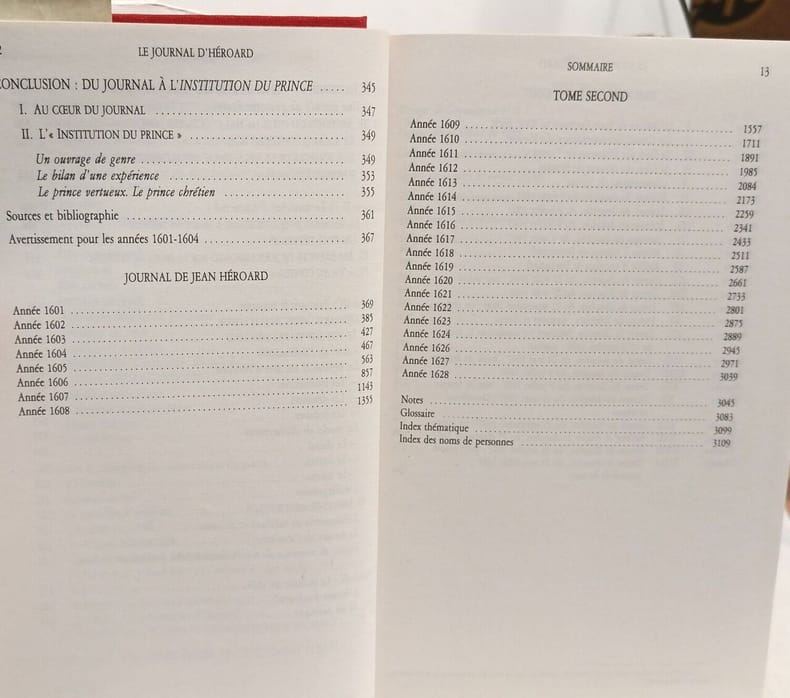 2
LE JOURNAL D'HÉROARD
ONCLUSION : DU JOURNAL À L'INSTITUTION DU PRINCE ..... 345
I. AU CŒUR DU JOURNAL ..... 347
II. L'« INSTITUTION DU PRINCE » ..... 349
Un ouvrage de genre ..... 349
Le bilan d'une expérience ..... 353
Le prince vertueux. Le prince chrétien ..... 355
Sources et bibliographie ..... 361
Avertissement pour les années 1601-1604 ..... 367
JOURNAL DE JEAN HÉROARD
Année 1601 ..... 369
Année 1602 ..... 385
Année 1603 ..... 427
Année 1604 ..... 467
Année 1605 ..... 563
Année 1606 ..... 857
Année 1607 ..... 1143
Année 1608 ..... 1355
SOMMAIRE
13
TOME SECOND
Année 1609 ..... 1557
Année 1610 ..... 1711
Année 1611 ..... 1891
Année 1612 ..... 1985
Année 1613 ..... 2084
Année 1614 ..... 2173
Année 1615 ..... 2259
Année 1616 ..... 2341
Année 1617 ..... 2433
Année 1618 ..... 2511
Année 1619 ..... 2587
Année 1620 ..... 2661
Année 1621 ..... 2733
Année 1622 ..... 2801
Année 1623 ..... 2875
Année 1624 ..... 2889
Année 1626 ..... 2945
Année 1627 ..... 2971
Année 1628 ..... 3039
Notes ..... 3045
Glossaire ..... 3083
Index thématique ..... 3099
Index des noms de personnes ..... 3109